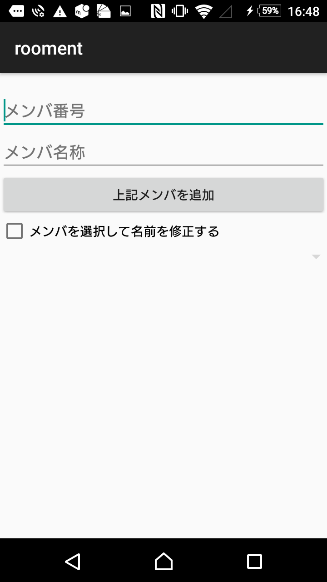 59% 16:48
rooment
メンバ番号
メンバ名称
上記メンバを追加
メンバを選択して名前を修正する